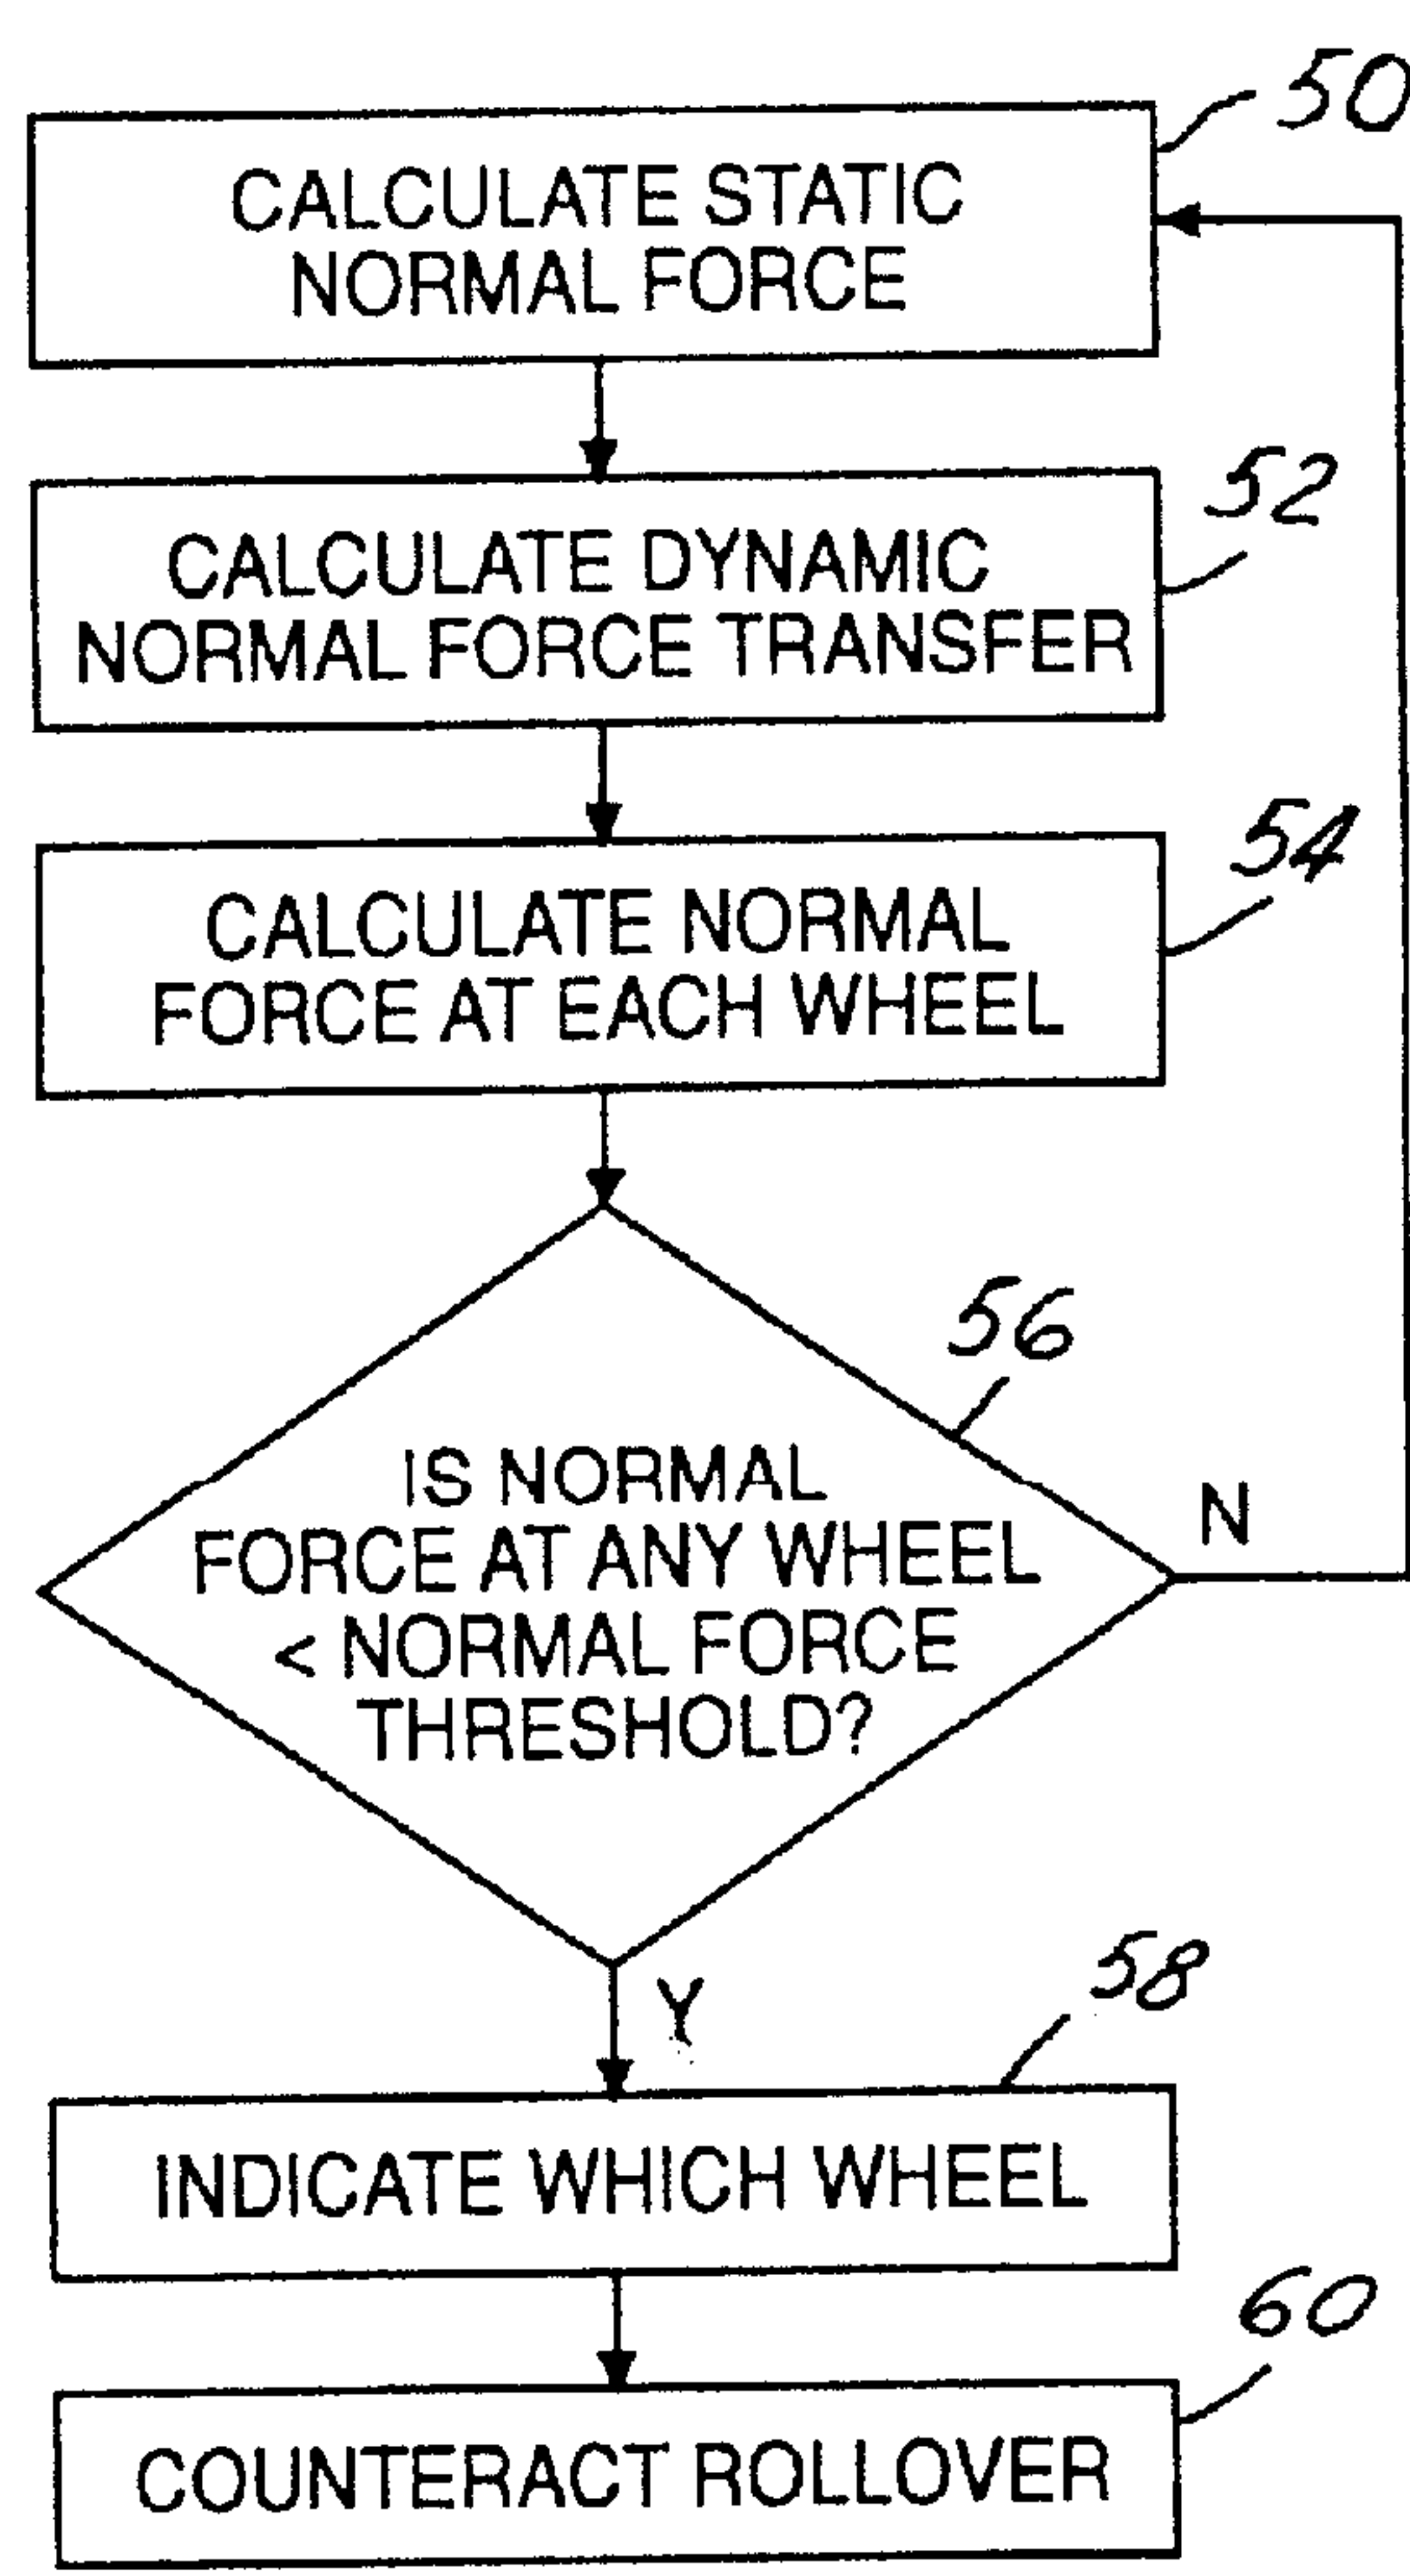 50
CALCULATE STATIC
NORMAL FORCE
52
CALCULATE DYNAMIC
NORMAL FORCE TRANSFER
54
CALCULATE NORMAL
FORCE AT EACH WHEEL
56
IS NORMAL
FORCE AT ANY WHEEL
< NORMAL FORCE
THRESHOLD?
N
Y
58
INDICATE WHICH WHEEL
60
COUNTERACT ROLLOVER